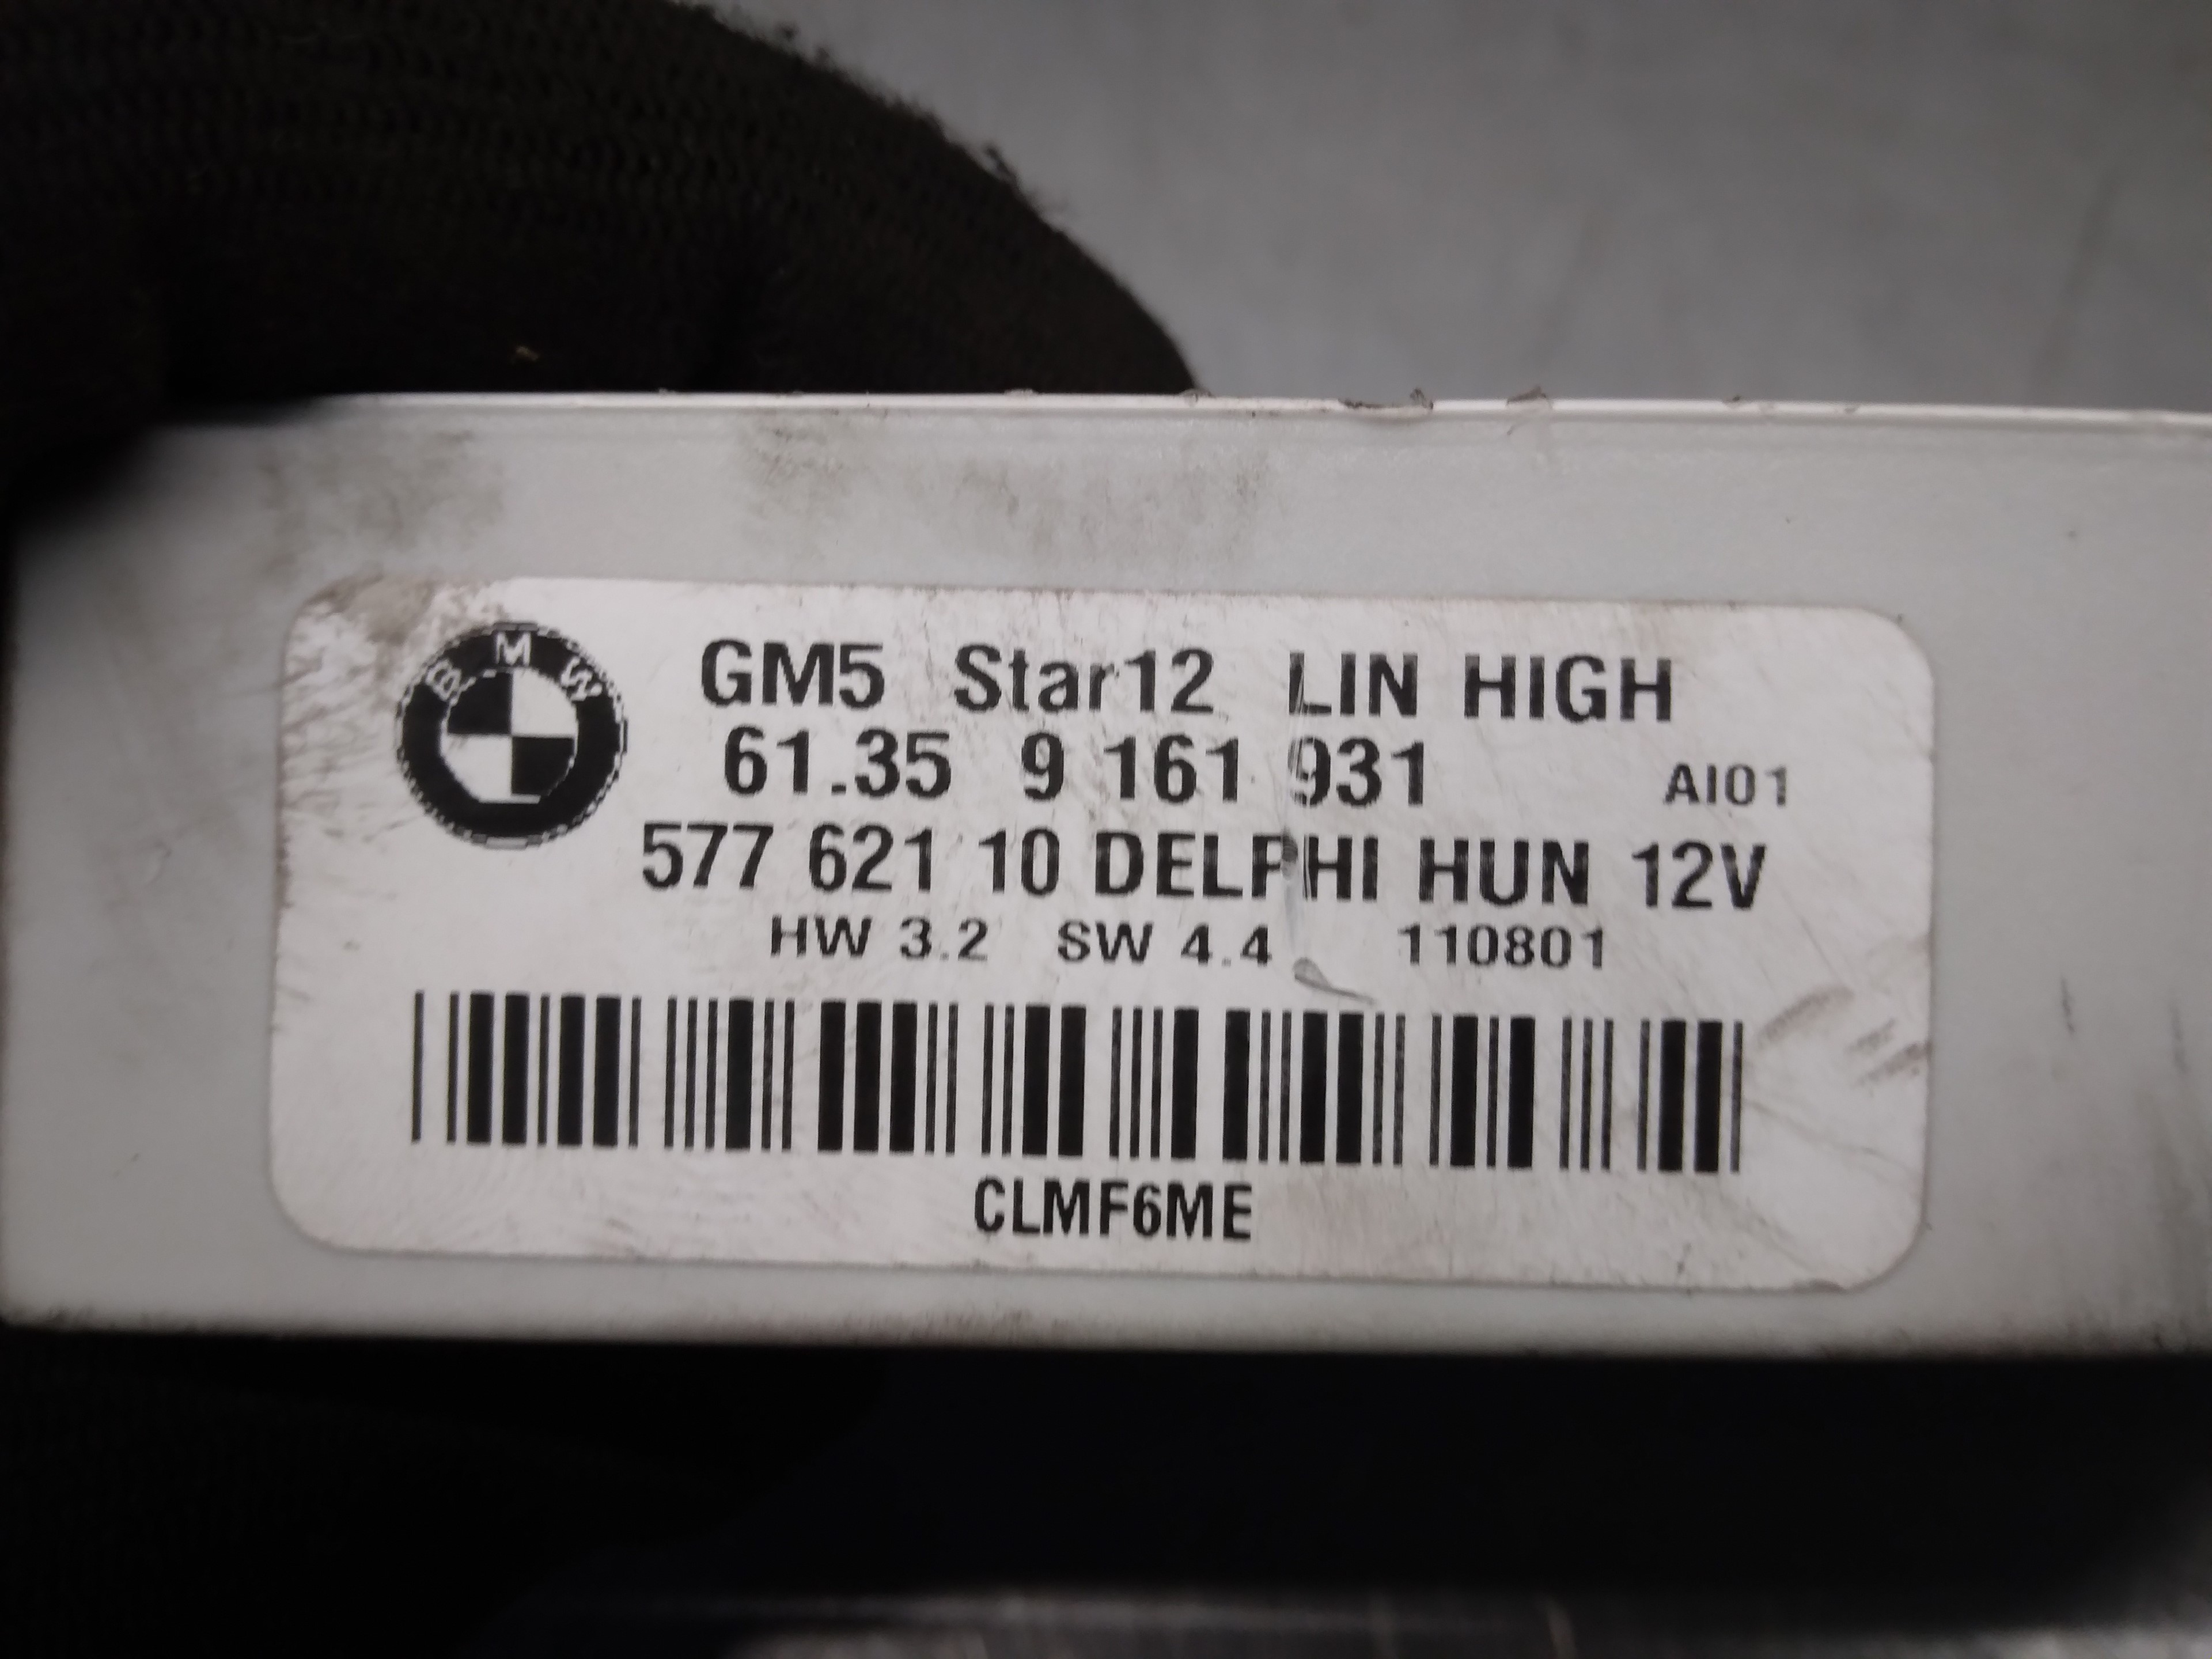 BMW
GM5 Star12 LIN HIGH
61.35 9 161 931 AI01
577 621 10 DELPHI HUN 12V
HW 3.2 SW 4.4 110801
CLMF6ME